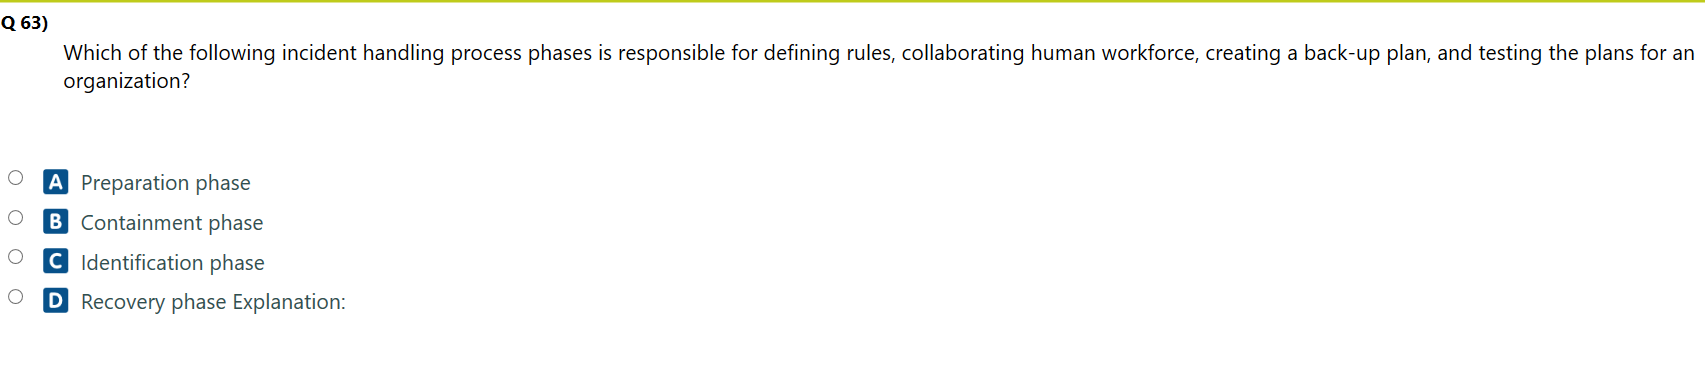 Q 63)
Which of the following incident handling process phases is responsible for defining rules, collaborating human workforce, creating a back-up plan, and testing the plans for an
organization?
A Preparation phase
B Containment phase
C Identification phase
D Recovery phase Explanation: